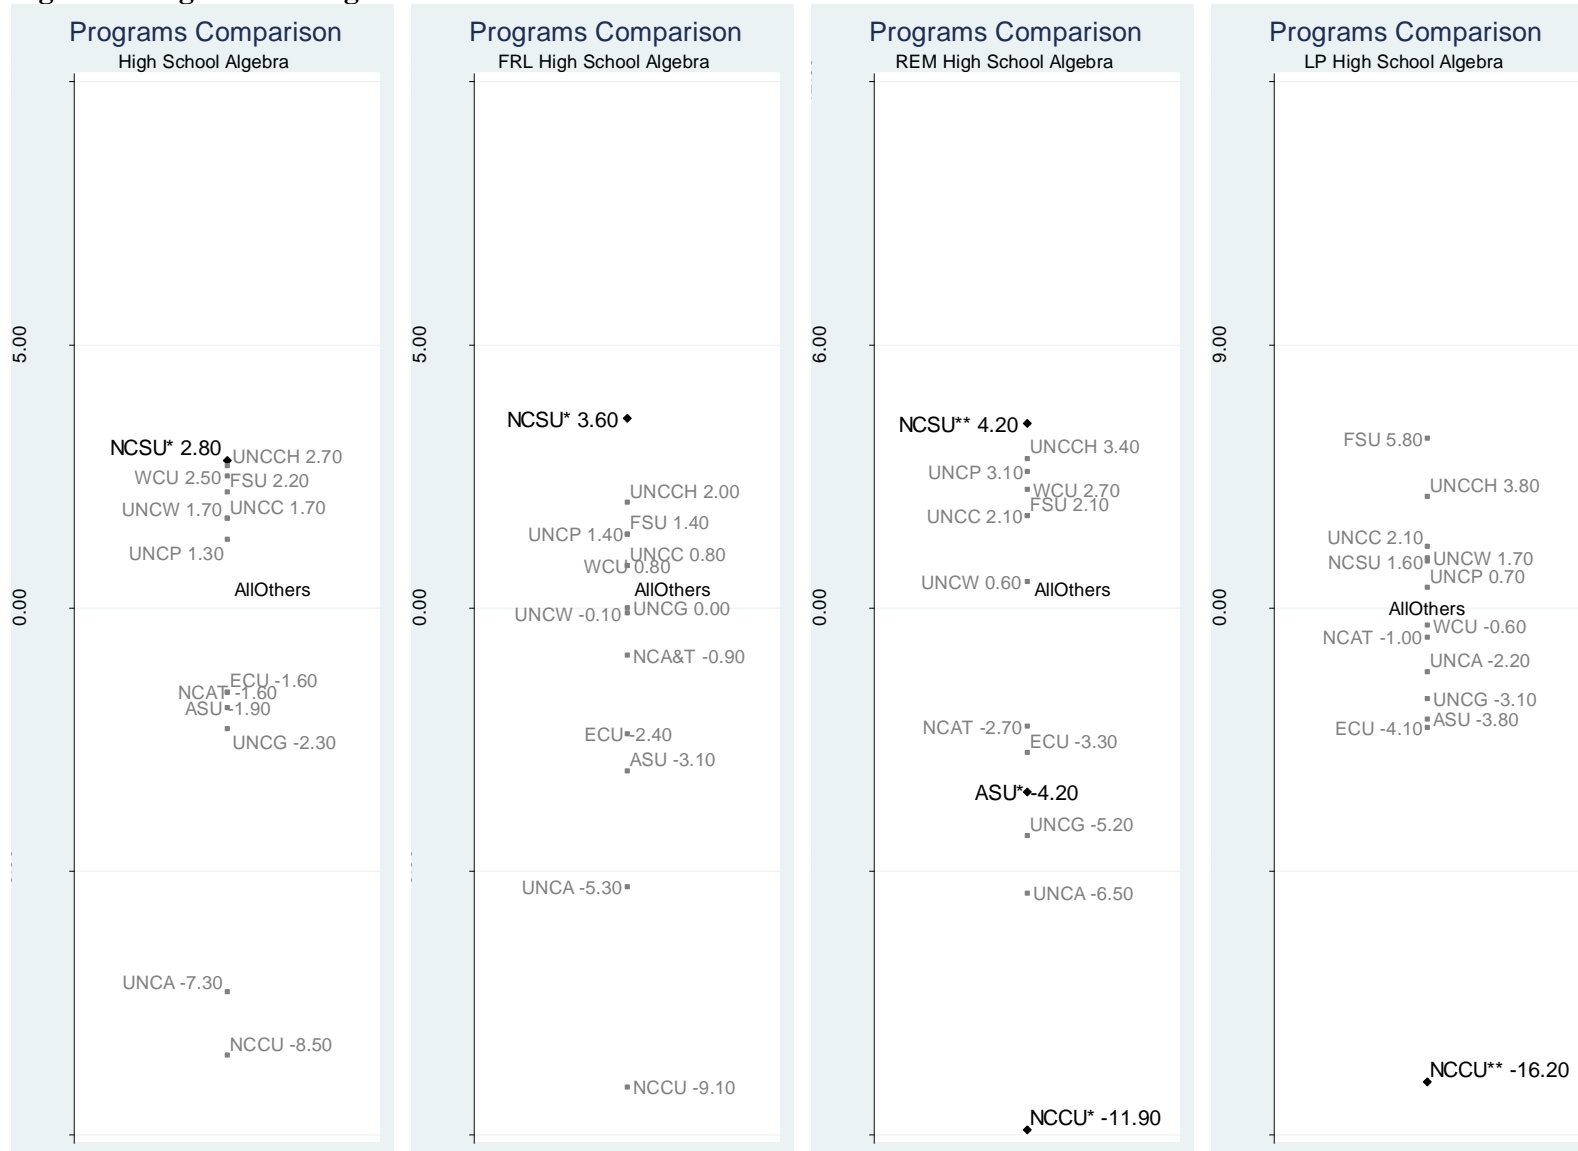 Programs Comparison
High School Algebra
5.00
0.00
NCSU* 2.80
UNCCH 2.70
WCU 2.50
FSU 2.20
UNCW 1.70
UNCC 1.70
UNCP 1.30
AllOthers
ECU -1.60
NCAT -1.60
ASU -1.90
UNCG -2.30
UNCA -7.30
NCCU -8.50
Programs Comparison
FRL High School Algebra
5.00
0.00
NCSU* 3.60
UNCCH 2.00
FSU 1.40
UNCP 1.40
UNCC 0.80
WCU 0.80
AllOthers
UNCG 0.00
UNCW -0.10
NCA&T -0.90
ECU -2.40
ASU -3.10
UNCA -5.30
NCCU -9.10
Programs Comparison
REM High School Algebra
6.00
0.00
NCSU** 4.20
UNCCH 3.40
UNCP 3.10
WCU 2.70
FSU 2.10
UNCC 2.10
UNCW 0.60
AllOthers
NCAT -2.70
ECU -3.30
ASU* -4.20
UNCG -5.20
UNCA -6.50
NCCU* -11.90
Programs Comparison
LP High School Algebra
9.00
0.00
FSU 5.80
UNCCH 3.80
UNCC 2.10
UNCW 1.70
NCSU 1.60
UNCP 0.70
AllOthers
WCU -0.60
NCAT -1.00
UNCA -2.20
UNCG -3.10
ASU -3.80
ECU -4.10
NCCU** -16.20